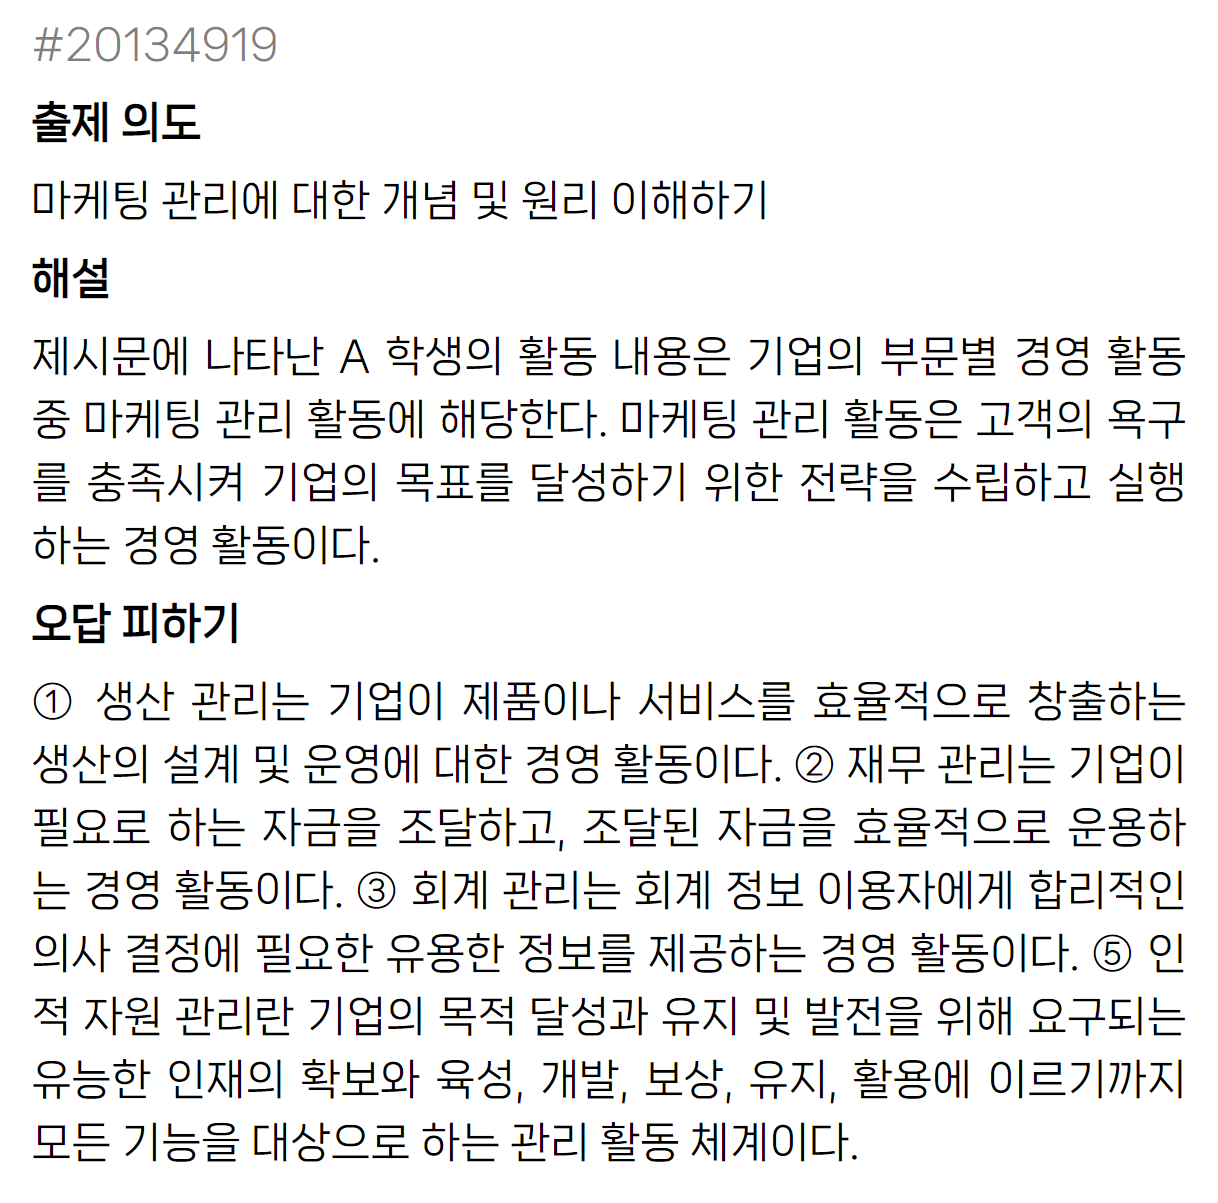 #20134919
출제 의도
마케팅 관리에 대한 개념 및 원리 이해하기
해설
제시문에 나타난 A 학생의 활동 내용은 기업의 부문별 경영 활동
중 마케팅 관리 활동에 해당한다. 마케팅 관리 활동은 고객의 욕구
를 충족시켜 기업의 목표를 달성하기 위한 전략을 수립하고 실행
하는 경영 활동이다.
오답 피하기
① 생산 관리는 기업이 제품이나 서비스를 효율적으로 창출하는
생산의 설계 및 운영에 대한 경영 활동이다. ② 재무 관리는 기업이
필요로 하는 자금을 조달하고, 조달된 자금을 효율적으로 운용하
는 경영 활동이다. ③ 회계 관리는 회계 정보 이용자에게 합리적인
의사 결정에 필요한 유용한 정보를 제공하는 경영 활동이다. ⑤ 인
적 자원 관리란 기업의 목적 달성과 유지 및 발전을 위해 요구되는
유능한 인재의 확보와 육성, 개발, 보상, 유지, 활용에 이르기까지
모든 기능을 대상으로 하는 관리 활동 체계이다.